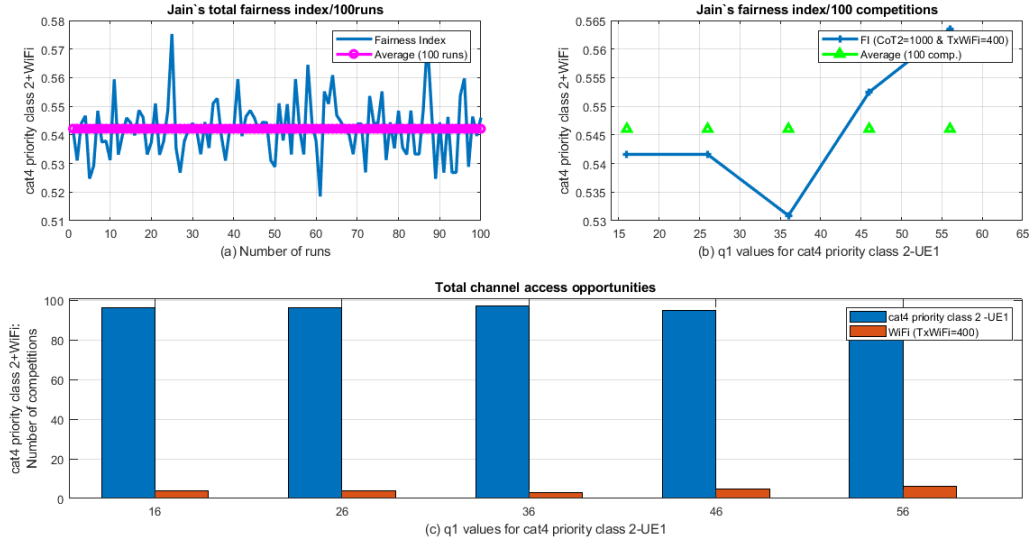 Jain`s total fairness index/100runs
cat4 priority class 2+WiFi
0.58
0.57
0.56
0.55
0.54
0.53
0.52
0.51
Fairness Index
Average (100 runs)
0 10 20 30 40 50 60 70 80 90 100
(a) Number of runs
Jain`s fairness index/100 competitions
cat4 priority class 2+WiFi
0.565
0.56
0.555
0.55
0.545
0.54
0.535
0.53
FI (CoT2=1000 & TxWiFi=400)
Average (100 comp.)
15 20 25 30 35 40 45 50 55 60 65
(b) q1 values for cat4 priority class 2-UE1
Total channel access opportunities
cat4 priority class 2+WiFi:
Number of competitions
100
80
60
40
20
0
cat4 priority class 2 -UE1
WiFi (TxWiFi=400)
16 26 36 46 56
(c) q1 values for cat4 priority class 2-UE1